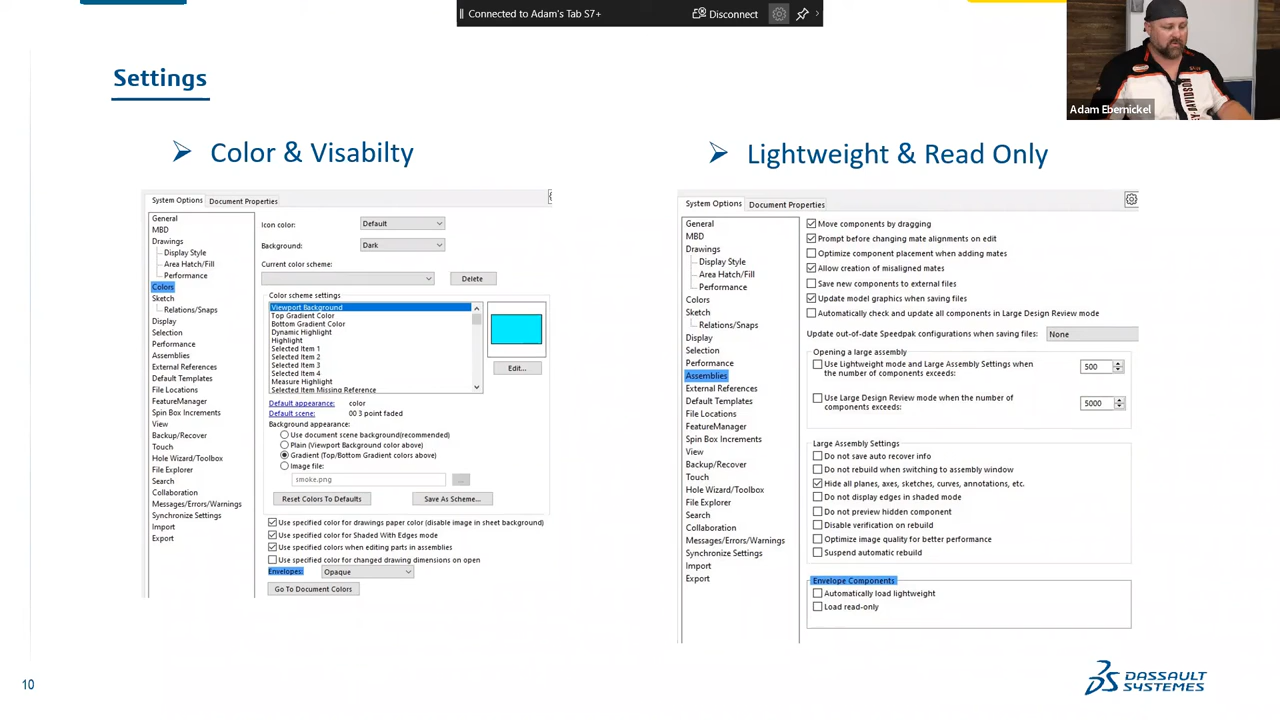 Connected to Adam's Tab S7+
Disconnect
Adam Ebernickel
Settings
Color & Visabilty
System Options
Document Properties
General
MBD
Drawings
Display Style
Area Hatch/Fill
Performance
Colors
Sketch
Relations/Snaps
Display
Selection
Performance
Assemblies
External References
Default Templates
File Locations
FeatureManager
Spin Box Increments
View
Backup/Recover
Touch
Hole Wizard/Toolbox
File Explorer
Search
Collaboration
Messages/Errors/Warnings
Synchronize Settings
Import
Export
Icon color: Default
Background: Dark
Current color scheme:
Delete
Color scheme settings
Viewport Background
Top Gradient Color
Bottom Gradient Color
Dynamic Highlight
Highlight
Selected Item 1
Selected Item 2
Selected Item 3
Selected Item 4
Measure Highlight
Selected Item Missing Reference
Edit...
Default appearance: color
Default scene: 00 3 point faded
Background appearance:
Use document scene background(recommended)
Plain (Viewport Background color above)
Gradient (Top/Bottom Gradient colors above)
Image file:
smoke.png
...
Reset Colors To Defaults
Save As Scheme...
Use specified color for drawings paper color (disable image in sheet background)
Use specified color for Shaded With Edges mode
Use specified colors when editing parts in assemblies
Use specified color for changed drawing dimensions on open
Envelopes: Opaque
Go To Document Colors
Lightweight & Read Only
System Options
Document Properties
General
MBD
Drawings
Display Style
Area Hatch/Fill
Performance
Colors
Sketch
Relations/Snaps
Display
Selection
Performance
Assemblies
External References
Default Templates
File Locations
FeatureManager
Spin Box Increments
View
Backup/Recover
Touch
Hole Wizard/Toolbox
File Explorer
Search
Collaboration
Messages/Errors/Warnings
Synchronize Settings
Import
Export
Move components by dragging
Prompt before changing mate alignments on edit
Optimize component placement when adding mates
Allow creation of misaligned mates
Save new components to external files
Update model graphics when saving files
Automatically check and update all components in Large Design Review mode
Update out-of-date Speedpak configurations when saving files: None
Opening a large assembly
Use Lightweight mode and Large Assembly Settings when
the number of components exceeds:
500
Use Large Design Review mode when the number of
components exceeds:
5000
Large Assembly Settings
Do not save auto recover info
Do not rebuild when switching to assembly window
Hide all planes, axes, sketches, curves, annotations, etc.
Do not display edges in shaded mode
Do not preview hidden component
Disable verification on rebuild
Optimize image quality for better performance
Suspend automatic rebuild
Envelope Components
Automatically load lightweight
Load read-only
10
DASSAULT
SYSTEMES